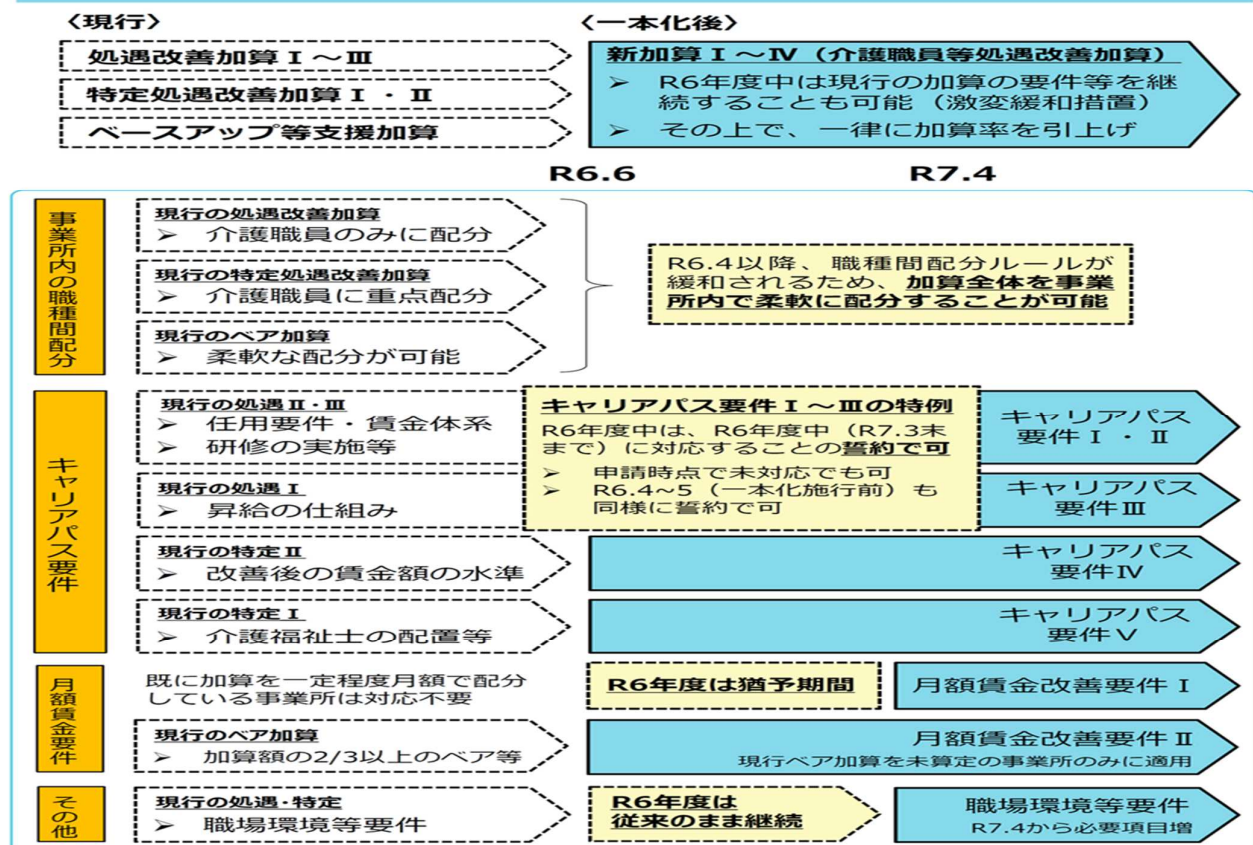 〈現行〉
〈一本化後〉
処遇改善加算Ⅰ～Ⅲ
特定処遇改善加算Ⅰ・Ⅱ
ベースアップ等支援加算
新加算Ⅰ～Ⅳ（介護職員等処遇改善加算）
➢ R6年度中は現行の加算の要件等を継
続することも可能（激変緩和措置）
➢ その上で、一律に加算率を引上げ
R6.6
R7.4
事業所内の職種間配分
現行の処遇改善加算
➢ 介護職員のみに配分
現行の特定処遇改善加算
➢ 介護職員に重点配分
現行のベア加算
➢ 柔軟な配分が可能
R6.4以降、職種間配分ルールが
緩和されるため、加算全体を事業
所内で柔軟に配分することが可能
キャリアパス要件
現行の処遇Ⅱ・Ⅲ
➢ 任用要件・賃金体系
➢ 研修の実施等
キャリアパス要件Ⅰ～Ⅲの特例
R6年度中は、R6年度中（R7.3末
まで）に対応することの誓約で可
➢ 申請時点で未対応でも可
➢ R6.4~5（一本化施行前）も
同様に誓約で可
キャリアパス
要件Ⅰ・Ⅱ
現行の処遇Ⅰ
➢ 昇給の仕組み
キャリアパス
要件Ⅲ
現行の特定Ⅱ
➢ 改善後の賃金額の水準
キャリアパス
要件Ⅳ
現行の特定Ⅰ
➢ 介護福祉士の配置等
キャリアパス
要件Ⅴ
月額賃金要件
既に加算を一定程度月額で配分
している事業所は対応不要
R6年度は猶予期間
月額賃金改善要件Ⅰ
現行のベア加算
➢ 加算額の2/3以上のベア等
月額賃金改善要件Ⅱ
現行ベア加算を未算定の事業所のみに適用
その他
現行の処遇・特定
➢ 職場環境等要件
R6年度は
従来のまま継続
職場環境等要件
R7.4から必要項目増